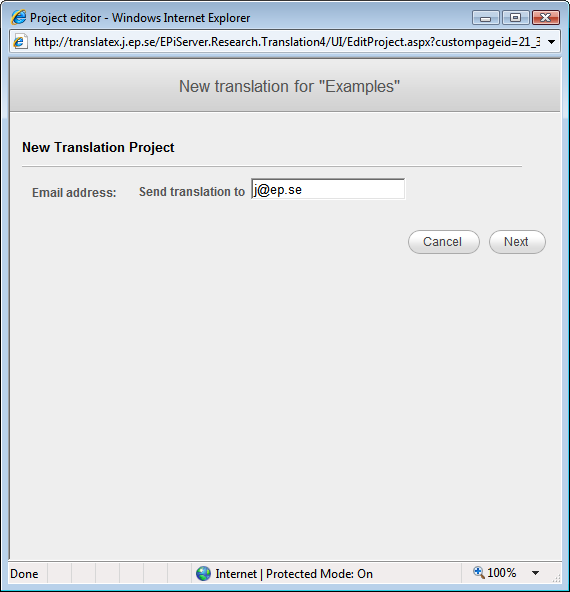 Project editor - Windows Internet Explorer
http://translatex.j.ep.se/EPiServer.Research.Translation4/UI/EditProject.aspx?custompageid=21_3
New translation for "Examples"
New Translation Project
Email address: Send translation to j@ep.se
Cancel Next
Done Internet | Protected Mode: On 100%